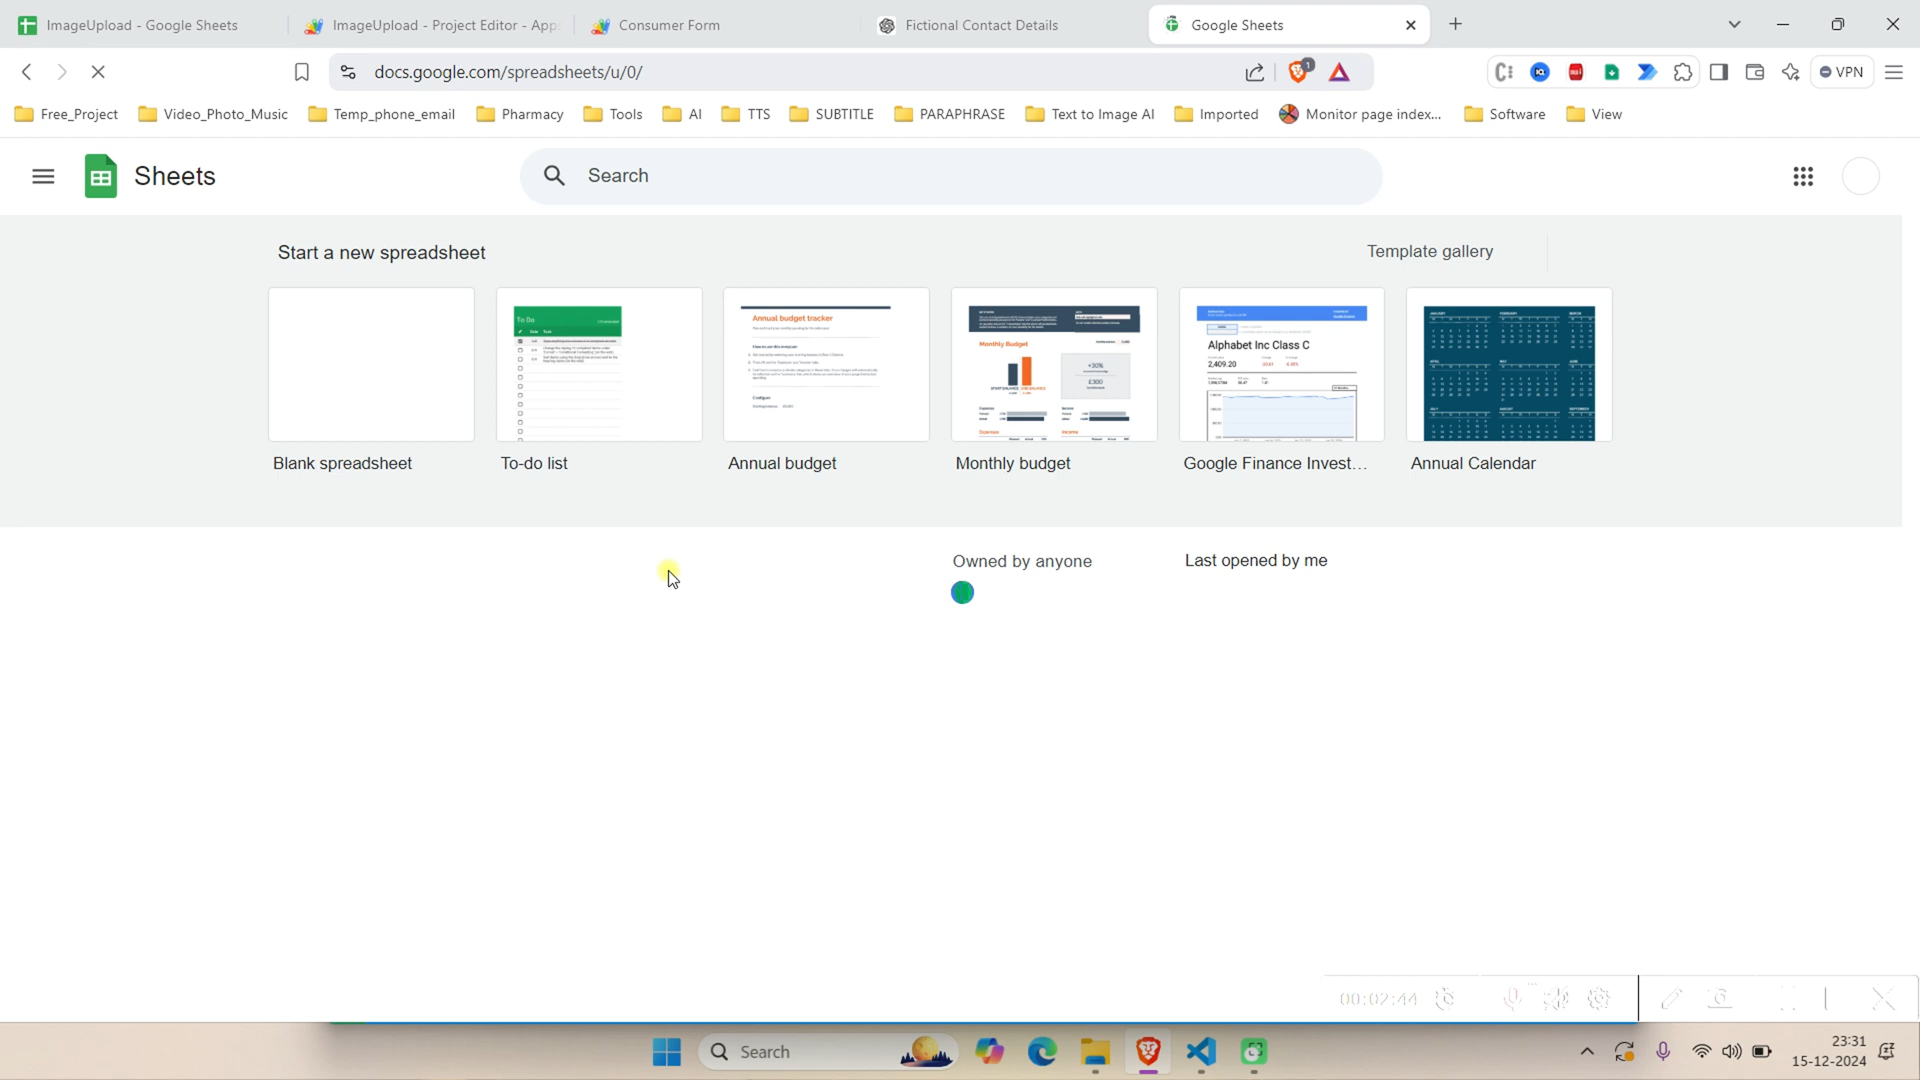 ImageUpload - Google Sheets
ImageUpload - Project Editor - App
Consumer Form
Fictional Contact Details
Google Sheets
docs.google.com/spreadsheets/u/0/
1
VPN
Free_Project
Video_Photo_Music
Temp_phone_email
Pharmacy
Tools
AI
TTS
SUBTITLE
PARAPHRASE
Text to Image AI
Imported
Monitor page index...
Software
View
Sheets
Search
Start a new spreadsheet
Template gallery
To Do
Annual budget tracker
Monthly Budget
+20%
£300
Alphabet Inc Class C
2,409.20
Blank spreadsheet
To-do list
Annual budget
Monthly budget
Google Finance Invest...
Annual Calendar
Owned by anyone
Last opened by me
00:02:44
Search
23:31
15-12-2024